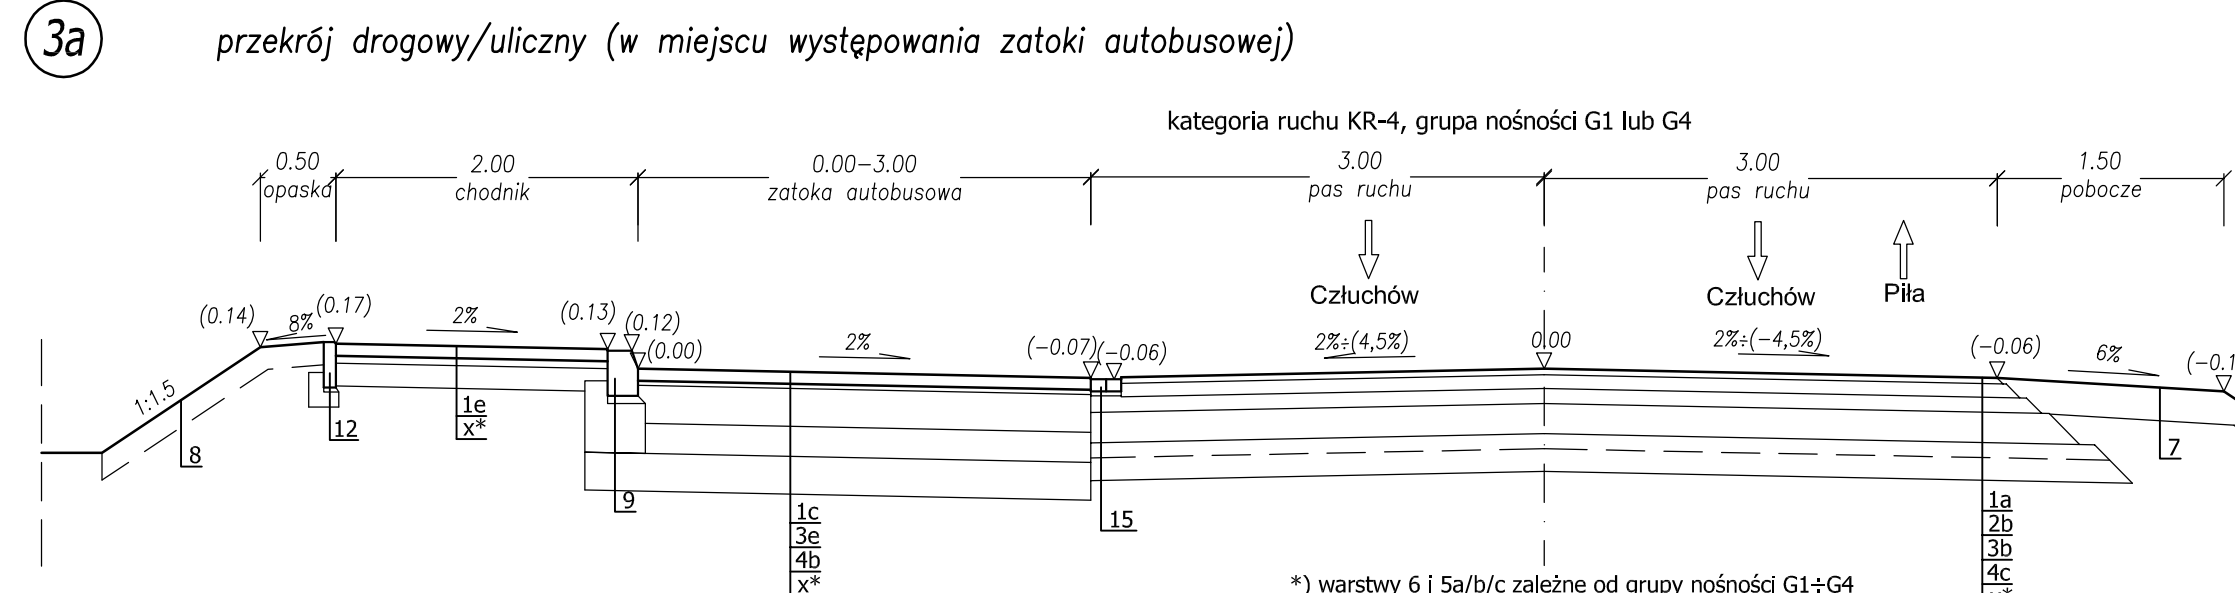 3a
przekrój drogowy/uliczny (w miejscu występowania zatoki autobusowej)
kategoria ruchu KR-4, grupa nośności G1 lub G4
0.50 2.00 0.00-3.00 3.00 3.00 1.50
opaska chodnik zatoka autobusowa pas ruchu pas ruchu pobocze
Człuchów Człuchów Piła
(0.14) 8% (0.17) 2% (0.13) (0.12) (0.00) 2% (-0.07) (-0.06) 2%÷(4,5%) 0.00 2%÷(-4,5%) (-0.06) 6% (-0.1
1:1.5
8
12
1e
x*
9
1c
3e
4b
x*
15
1a
2b
3b
4c
7
*) warstwy 6 i 5a/b/c zależne od grupy nośności G1÷G4